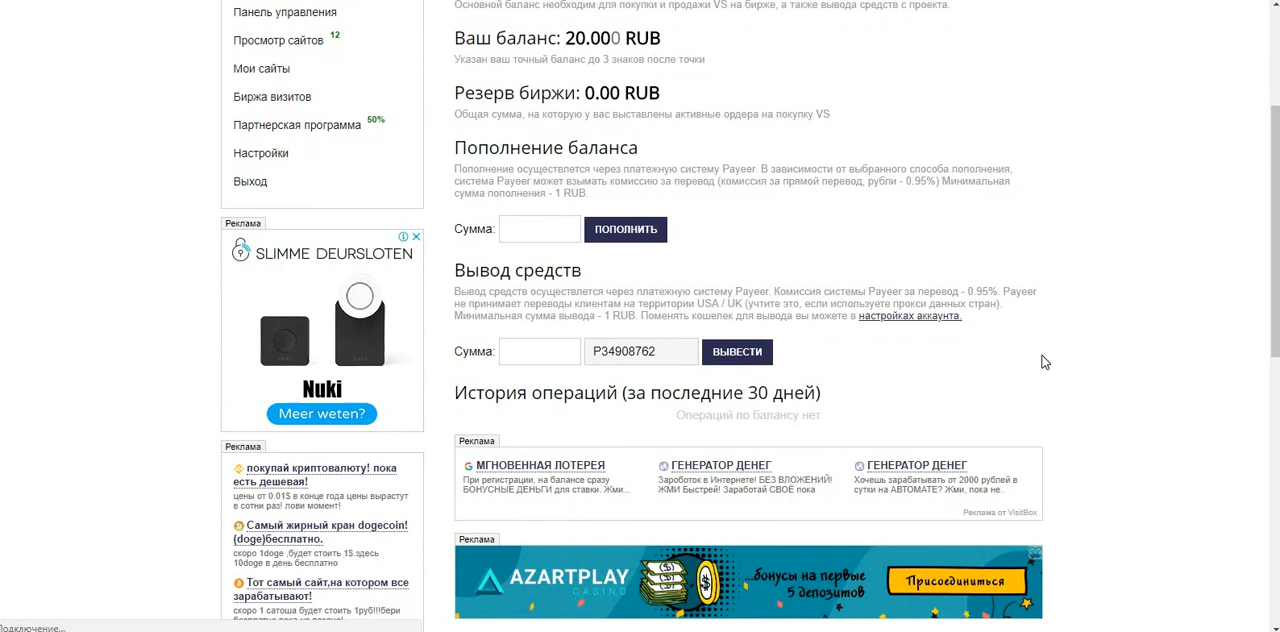 Панель управления
Просмотр сайтов 12
Мои сайты
Биржа визитов
Партнерская программа 50%
Настройки
Выход
Реклама
SLIMME DEURSLOTEN
Nuki
Meer weten?
Реклама
покупай криптовалюту! пока
есть дешевая!
цены от 0.01$ в конце года цены вырастут
в сотни раз! лови момент!
Самый жирный кран dogecoin!
(doge)бесплатно.
скоро 1doge ,будет стоить 1$.здесь
10doge в день бесплатно
Тот самый сайт,на котором все
зарабатывают!
скоро 1 сатоша будет стоить 1руб!!!бери
Подключение...
Основной баланс необходим для покупки и продажи VS на бирже, а также вывода средств с проекта.
Ваш баланс: 20.000 RUB
Указан ваш точный баланс до 3 знаков после точки
Резерв биржи: 0.00 RUB
Общая сумма, на которую у вас выставлены активные ордера на покупку VS
Пополнение баланса
Пополнение осуществлется через платежную систему Payeer. В зависимости от выбранного способа пополнения,
система Payeer может взымать комиссию за перевод (комиссия за прямой перевод, рубли - 0.95%) Минимальная
сумма пополнения - 1 RUB.
Сумма: ПОПОЛНИТЬ
Вывод средств
Вывод средств осуществлется через платежную систему Payeer. Комиссия системы Payeer за перевод - 0.95%. Payeer
не принимает переводы клиентам на территории USA / UK (учтите это, если используете прокси данных стран).
Минимальная сумма вывода - 1 RUB. Поменять кошелек для вывода вы можете в настройках аккаунта.
Сумма: P34908762 ВЫВЕСТИ
История операций (за последние 30 дней)
Операций по балансу нет
Реклама
МГНОВЕННАЯ ЛОТЕРЕЯ
При регистрации, на балансе сразу
БОНУСНЫЕ ДЕНЬГИ для ставки. Жми...
ГЕНЕРАТОР ДЕНЕГ
Зароботок в Интернете! БЕЗ ВЛОЖЕНИЙ!
ЖМИ Быстрей! Заработай СВОЁ пока
ГЕНЕРАТОР ДЕНЕГ
Хочешь зарабатывать от 2000 рублей в
сутки на АВТОМАТЕ? Жми, пока не..
Реклама от VisitBox
Реклама
AZARTPLAY
CASINO
...бонусы на первые
5 депозитов
Присоединиться